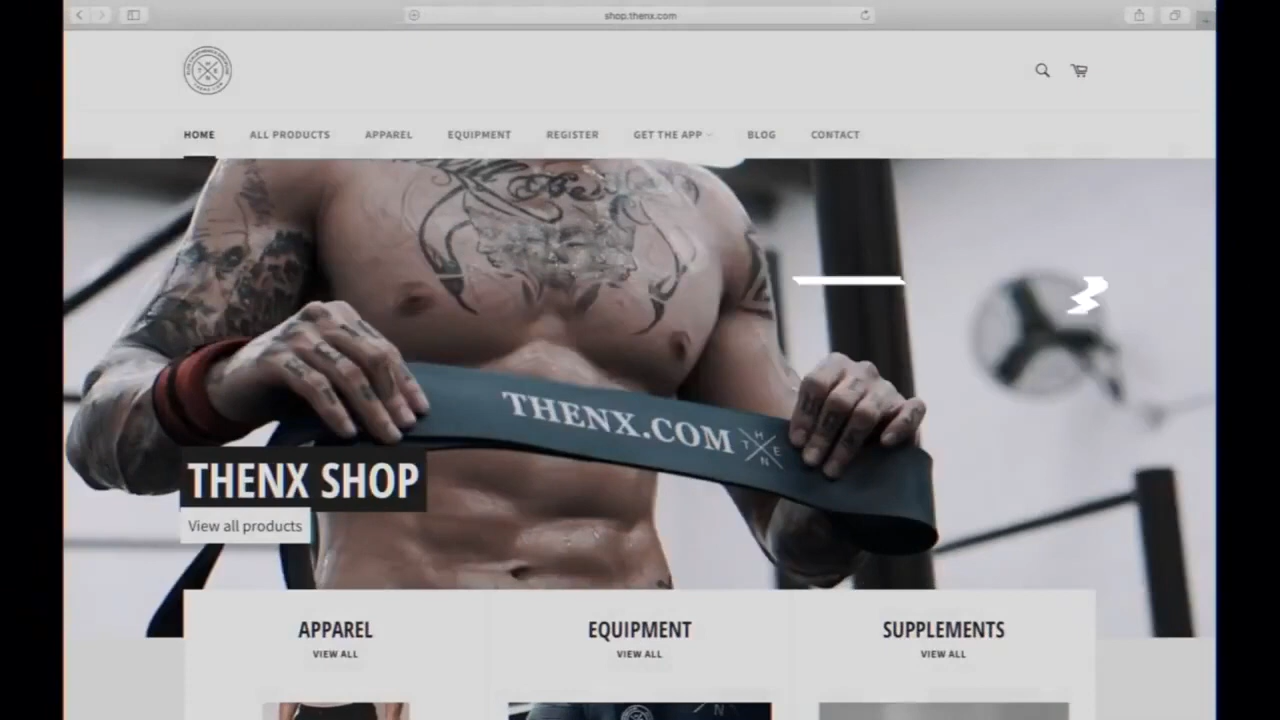 shop.thenx.com
HOME ALL PRODUCTS APPAREL EQUIPMENT REGISTER GET THE APP BLOG CONTACT
THENX.COM
T H E N
THENX SHOP
View all products
APPAREL EQUIPMENT SUPPLEMENTS
VIEW ALL VIEW ALL VIEW ALL